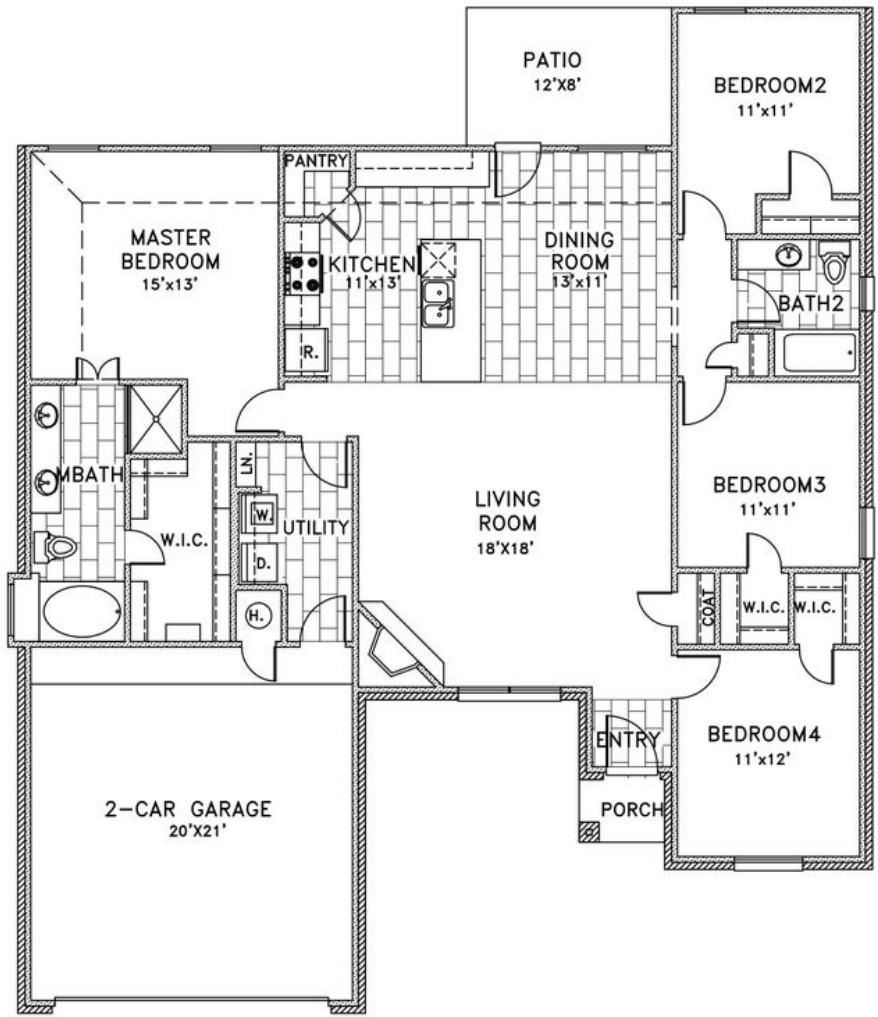 PATIO
12'X8'
BEDROOM2
11'x11'
PANTRY
MASTER
BEDROOM
15'x13'
KITCHEN
11'x13'
DINING
ROOM
13'x11'
BATH2
R.
MBATH
LN.
W.
UTILITY
D.
W.I.C.
H.
LIVING
ROOM
18'X18'
BEDROOM3
11'x11'
COAT
W.I.C.
W.I.C.
ENTRY
BEDROOM4
11'x12'
PORCH
2-CAR GARAGE
20'X21'